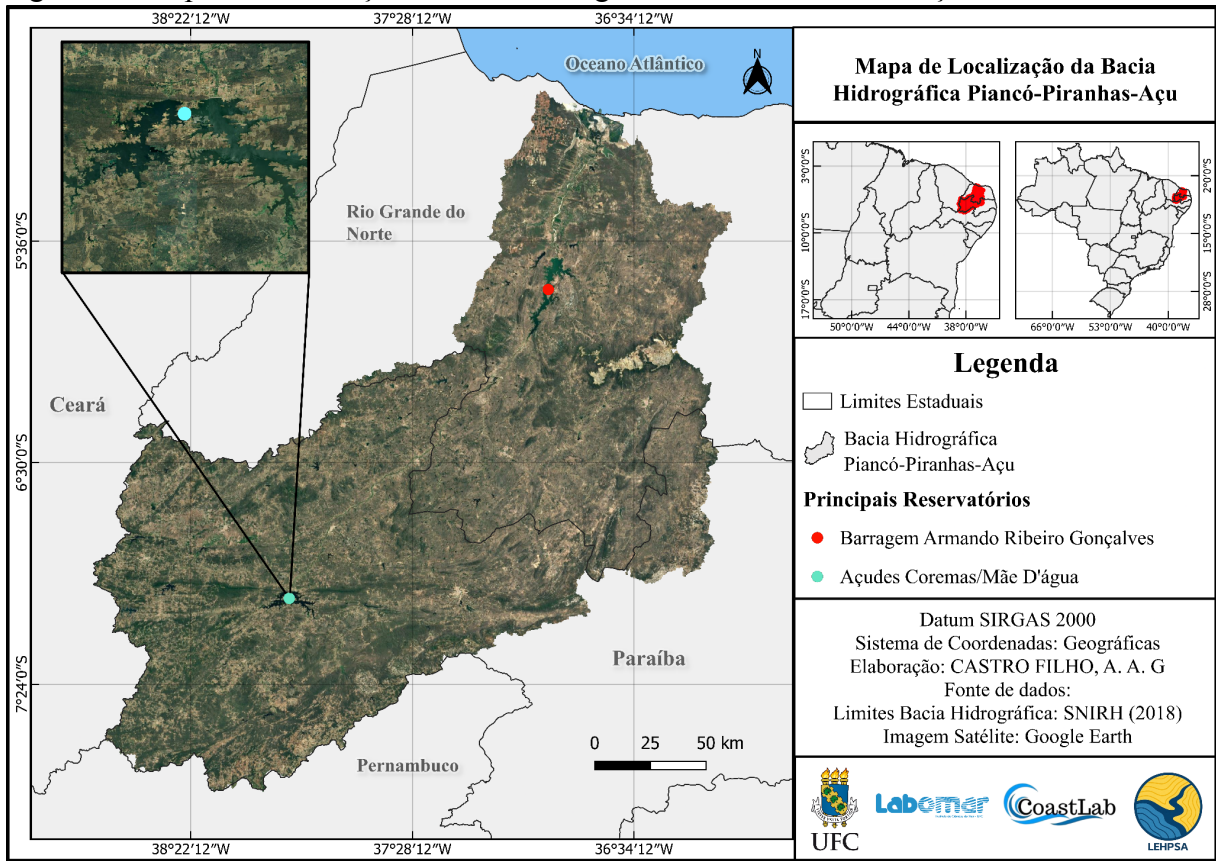 38°22'12"W 37°28'12"W 36°34'12"W
Oceano Atlântico
N
Rio Grande do
Norte
Ceará
Paraíba
Pernambuco
5°36'0"S
6°30'0"S
7°24'0"S
0 25 50 km
38°22'12"W 37°28'12"W 36°34'12"W
Mapa de Localização da Bacia
Hidrográfica Piancó-Piranhas-Açu
3°0'0"S
10°0'0"S
17°0'0"S
50°0'0"W 44°0'0"W 38°0'0"W
2°0'0"S
15°0'0"S
28°0'0"S
66°0'0"W 53°0'0"W 40°0'0"W
Legenda
Limites Estaduais
Bacia Hidrográfica
Piancó-Piranhas-Açu
Principais Reservatórios
Barragem Armando Ribeiro Gonçalves
Açudes Coremas/Mãe D'água
Datum SIRGAS 2000
Sistema de Coordenadas: Geográficas
Elaboração: CASTRO FILHO, A. A. G
Fonte de dados:
Limites Bacia Hidrográfica: SNIRH (2018)
Imagem Satélite: Google Earth
UFC
Labomar
CoastLab
LEHPSA